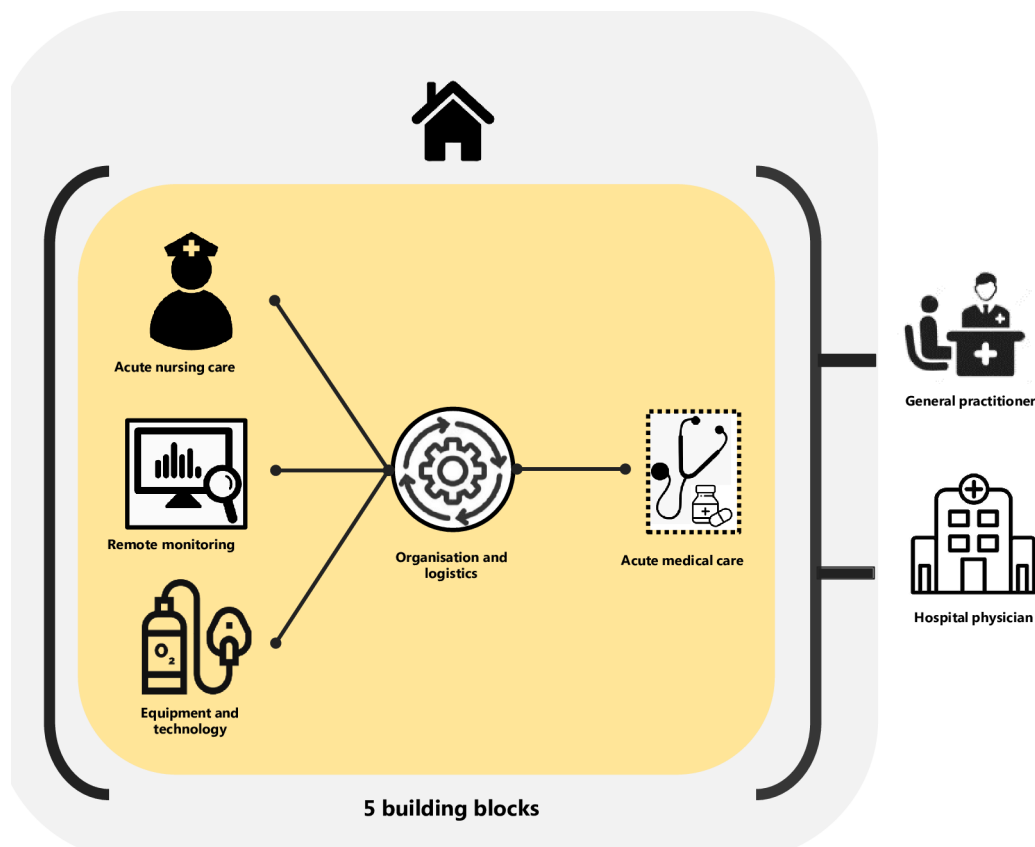 Acute nursing care
Remote monitoring
O2
Equipment and
technology
Organisation and
logistics
Acute medical care
5 building blocks
General practitioner
Hospital physician